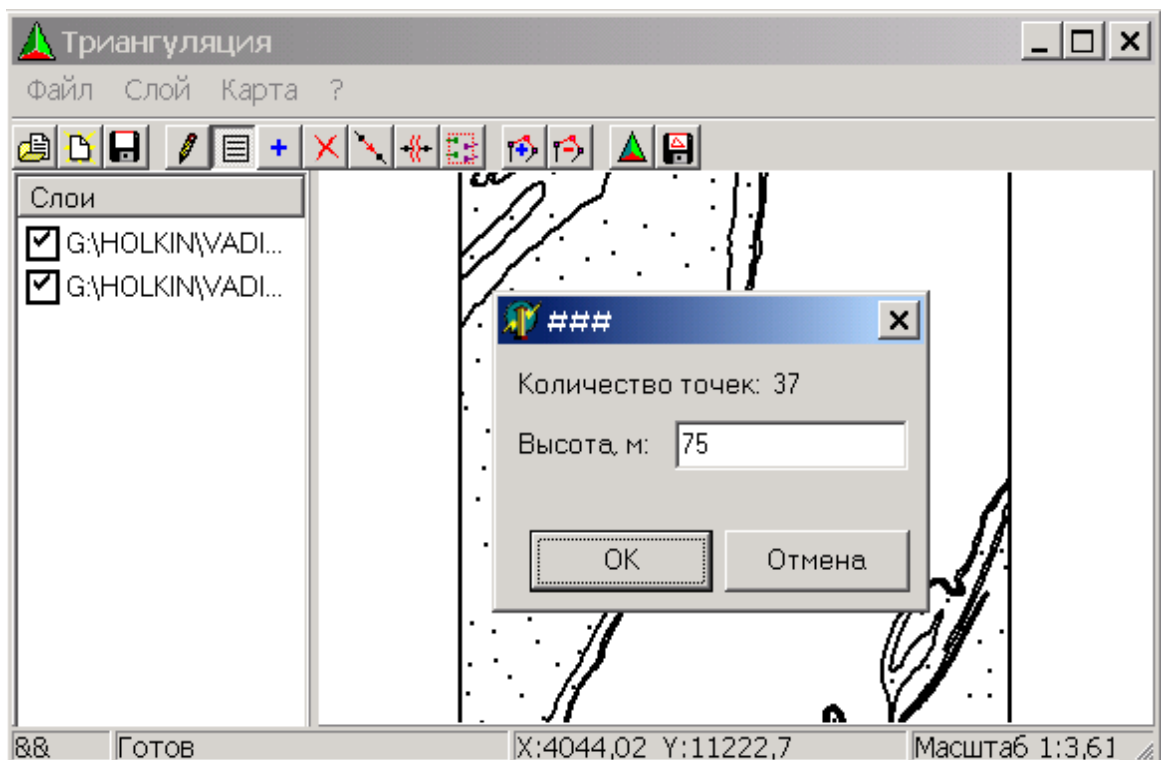 Триангуляция
Файл Слой Карта ?
Слои
G:\HOLKIN\VADI...
G:\HOLKIN\VADI...
###
Количество точек: 37
Высота, м: 75
OK Отмена
&& Готов X:4044,02 Y:11222,7 Масштаб 1:3,61